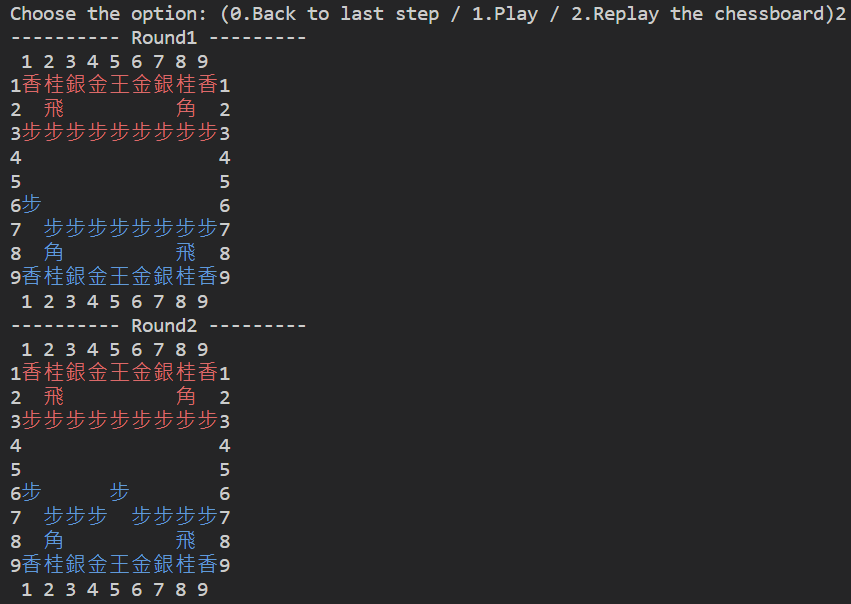 Choose the option: (0.Back to last step / 1.Play / 2.Replay the chessboard)2
---------- Round1 ---------
 1 2 3 4 5 6 7 8 9
1香桂銀金王金銀桂香1
2  飛          角  2
3步步步步步步步步步3
4                  4
5                  5
6步                6
7  步步步步步步步步7
8  角          飛  8
9香桂銀金王金銀桂香9
 1 2 3 4 5 6 7 8 9
---------- Round2 ---------
 1 2 3 4 5 6 7 8 9
1香桂銀金王金銀桂香1
2  飛          角  2
3步步步步步步步步步3
4                  4
5                  5
6步      步        6
7  步步步  步步步步7
8  角          飛  8
9香桂銀金王金銀桂香9
 1 2 3 4 5 6 7 8 9